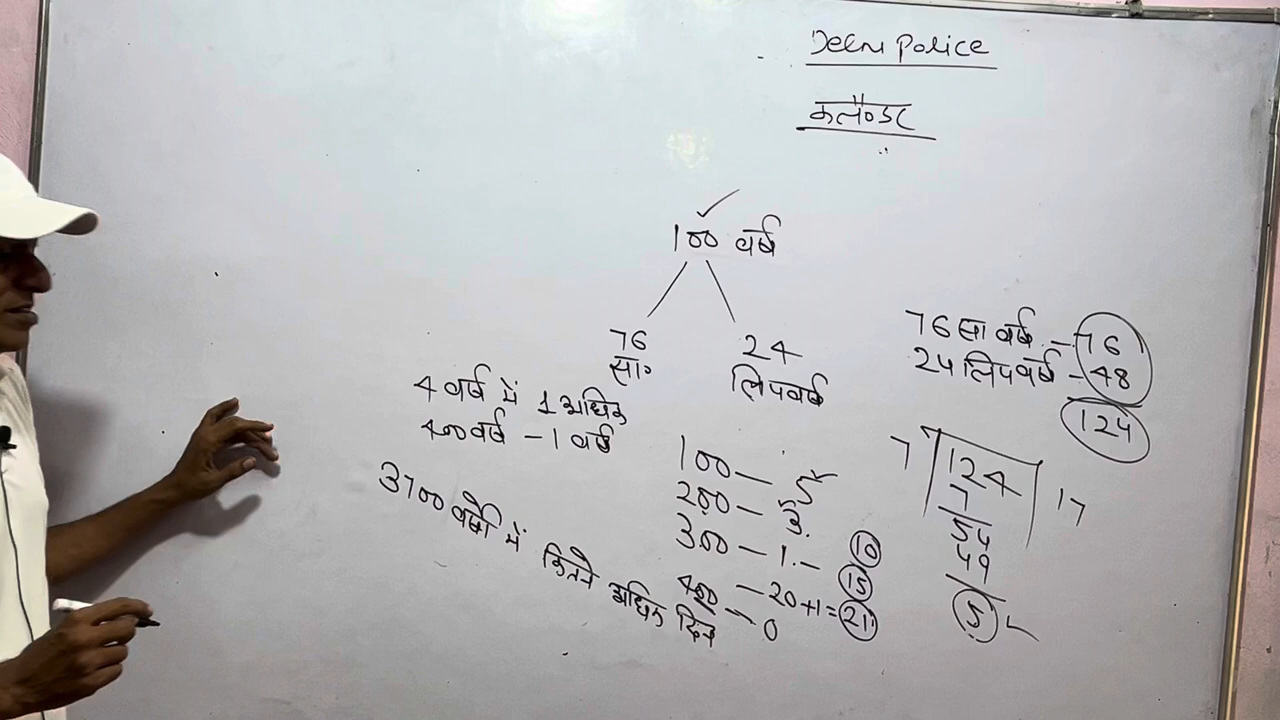 Delhi Police
कलैण्डर
100 वर्ष
76
सा०
24
लिपवर्ष
76 सा वर्ष - 76
24 लिपवर्ष - 48
124
4 वर्ष में 1 अधिक
400 वर्ष - 1 वर्ष
3700 वर्षो में कितने अधिक दिन
100 - 5
200 - 3
300 - 1 - 10
15
400 - 20 + 1 = 21
- 0
7 124 17
7
54
49
5